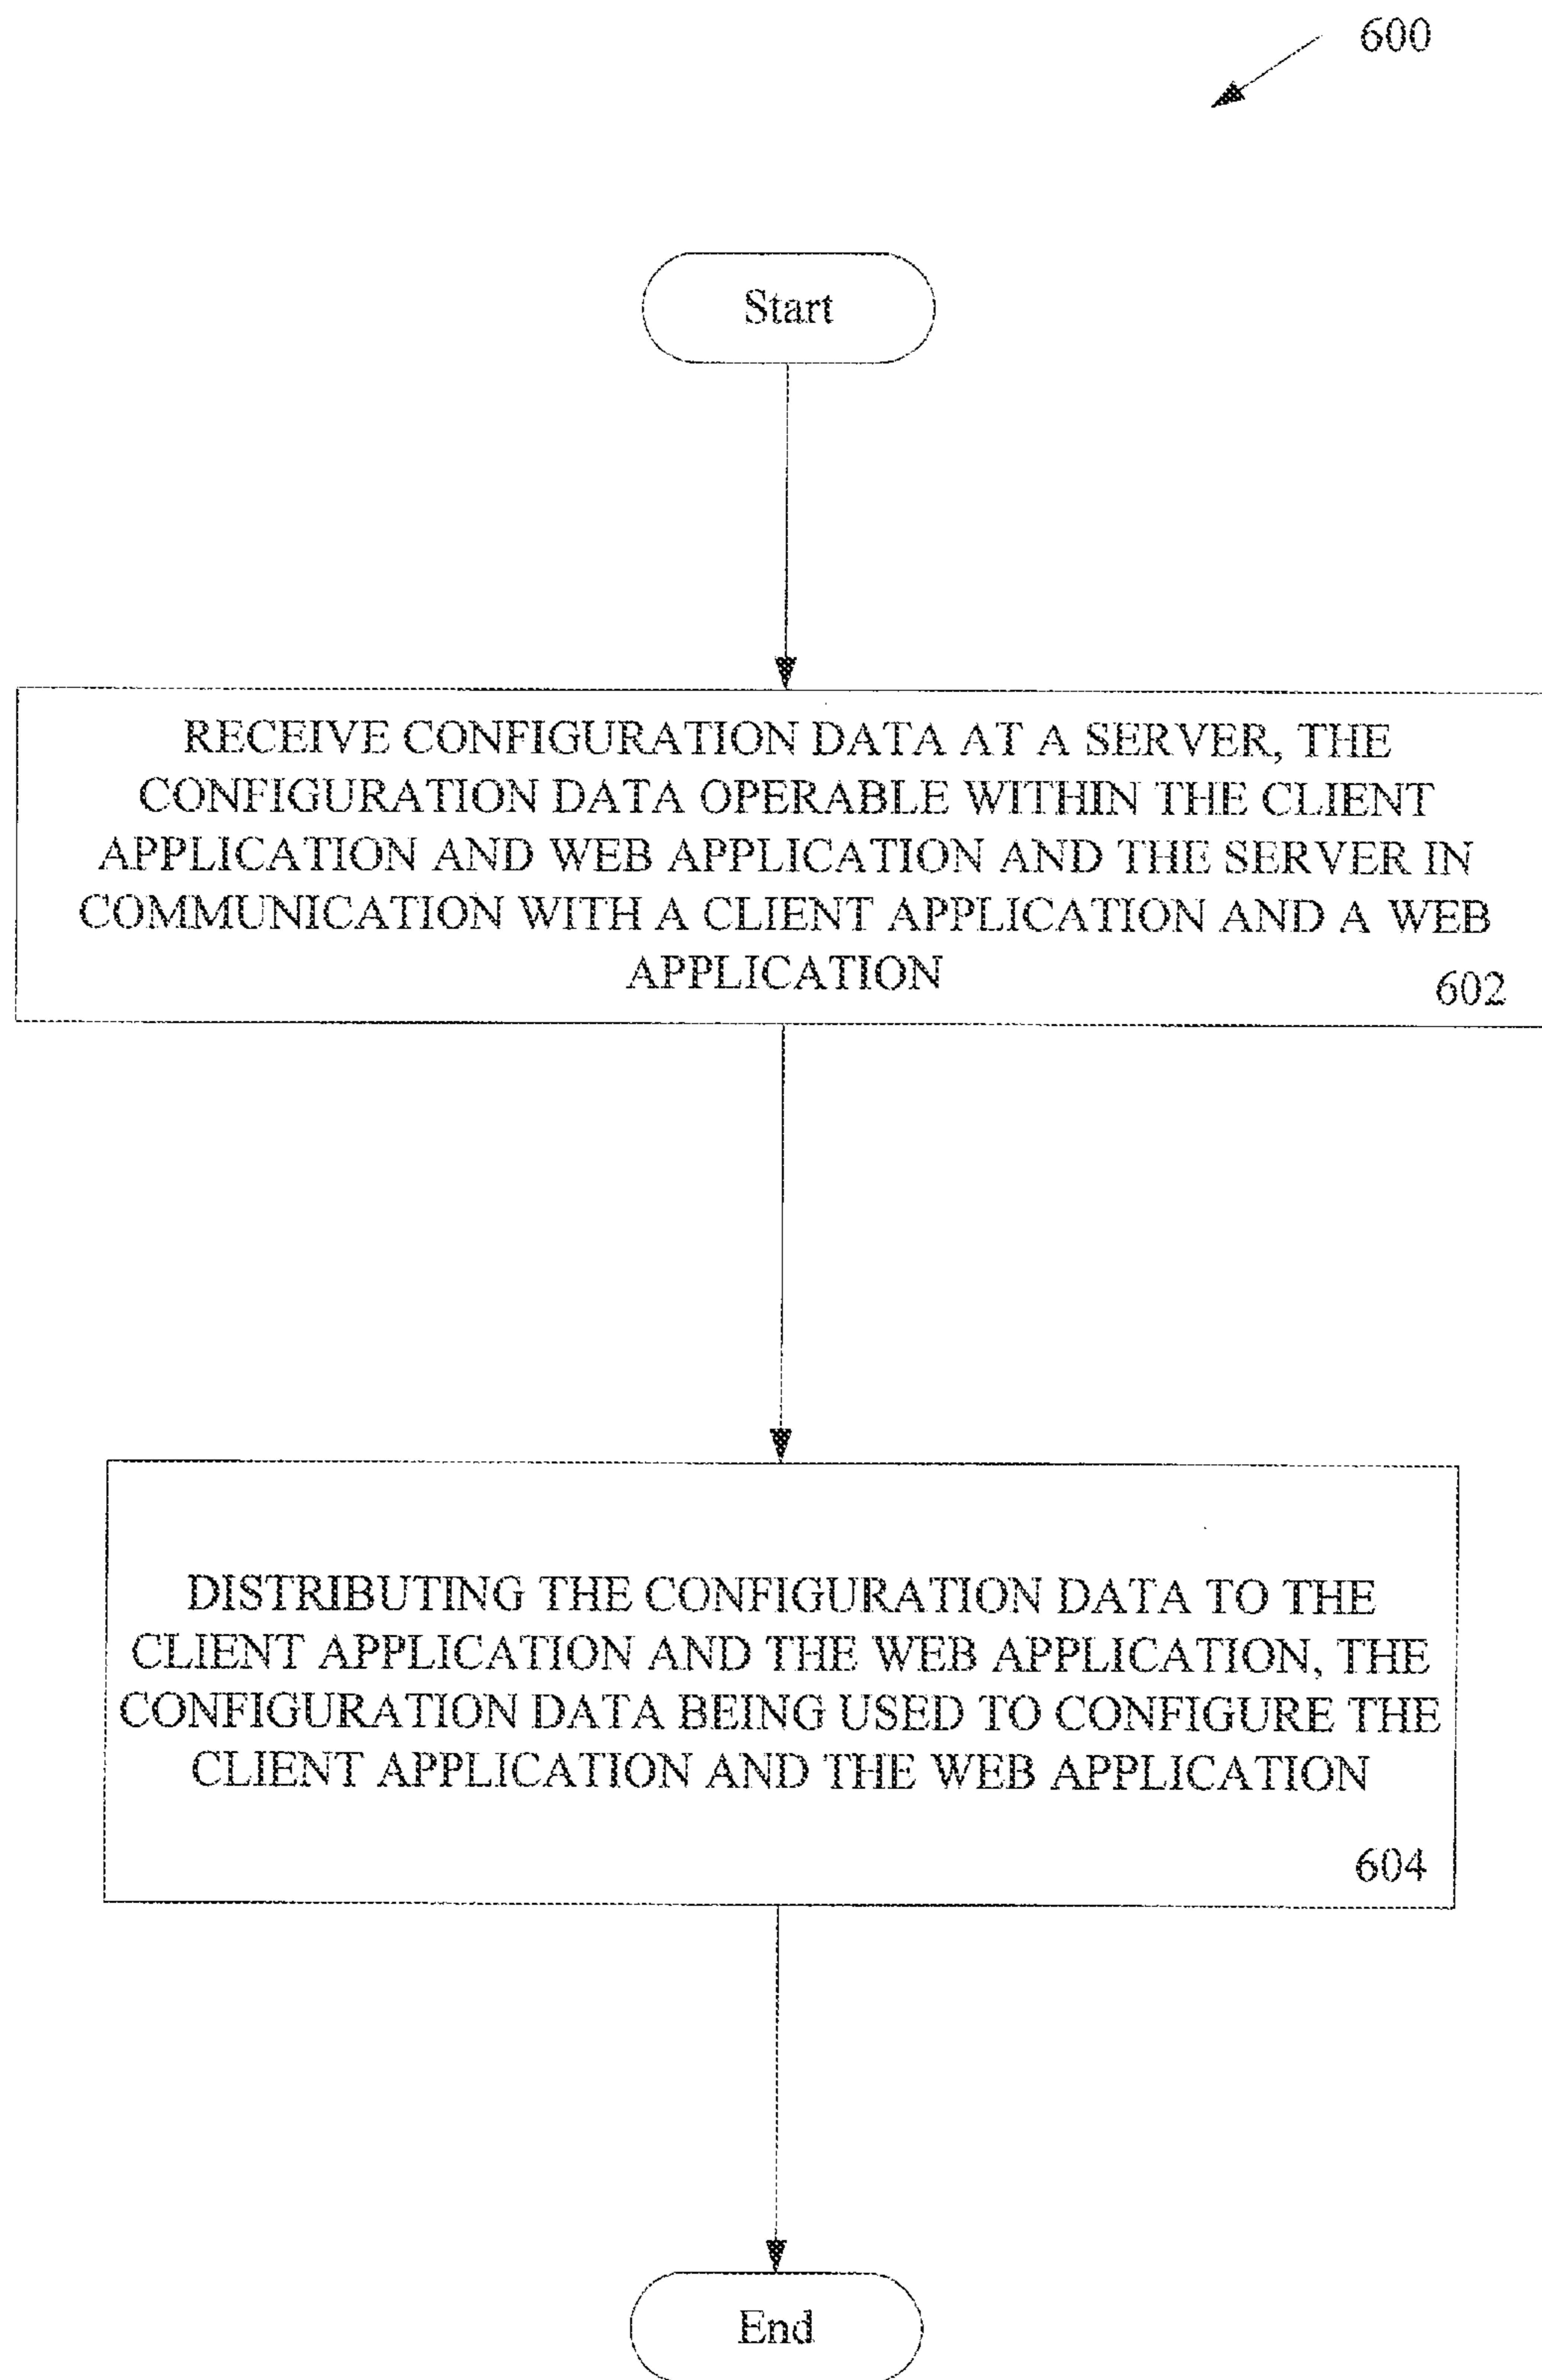 600
Start
RECEIVE CONFIGURATION DATA AT A SERVER, THE
CONFIGURATION DATA OPERABLE WITHIN THE CLIENT
APPLICATION AND WEB APPLICATION AND THE SERVER IN
COMMUNICATION WITH A CLIENT APPLICATION AND A WEB
APPLICATION
602
DISTRIBUTING THE CONFIGURATION DATA TO THE
CLIENT APPLICATION AND THE WEB APPLICATION, THE
CONFIGURATION DATA BEING USED TO CONFIGURE THE
CLIENT APPLICATION AND THE WEB APPLICATION
604
End